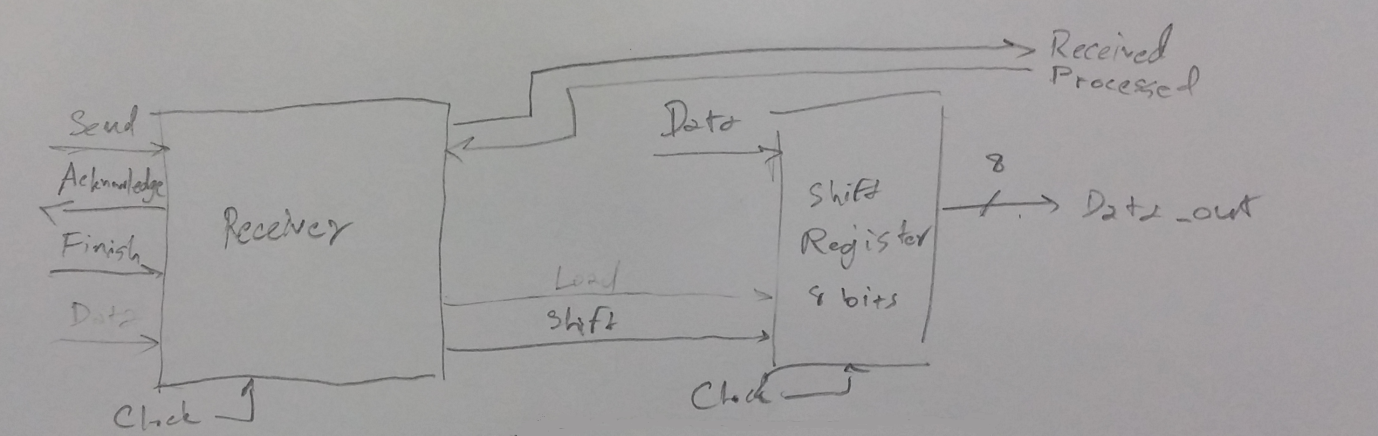 Received
Processed
Send
Data
8
Acknowledge
Shift
Register
8 bits
Data_out
Receiver
Finish
Load
Data
Shift
Clock
Clock